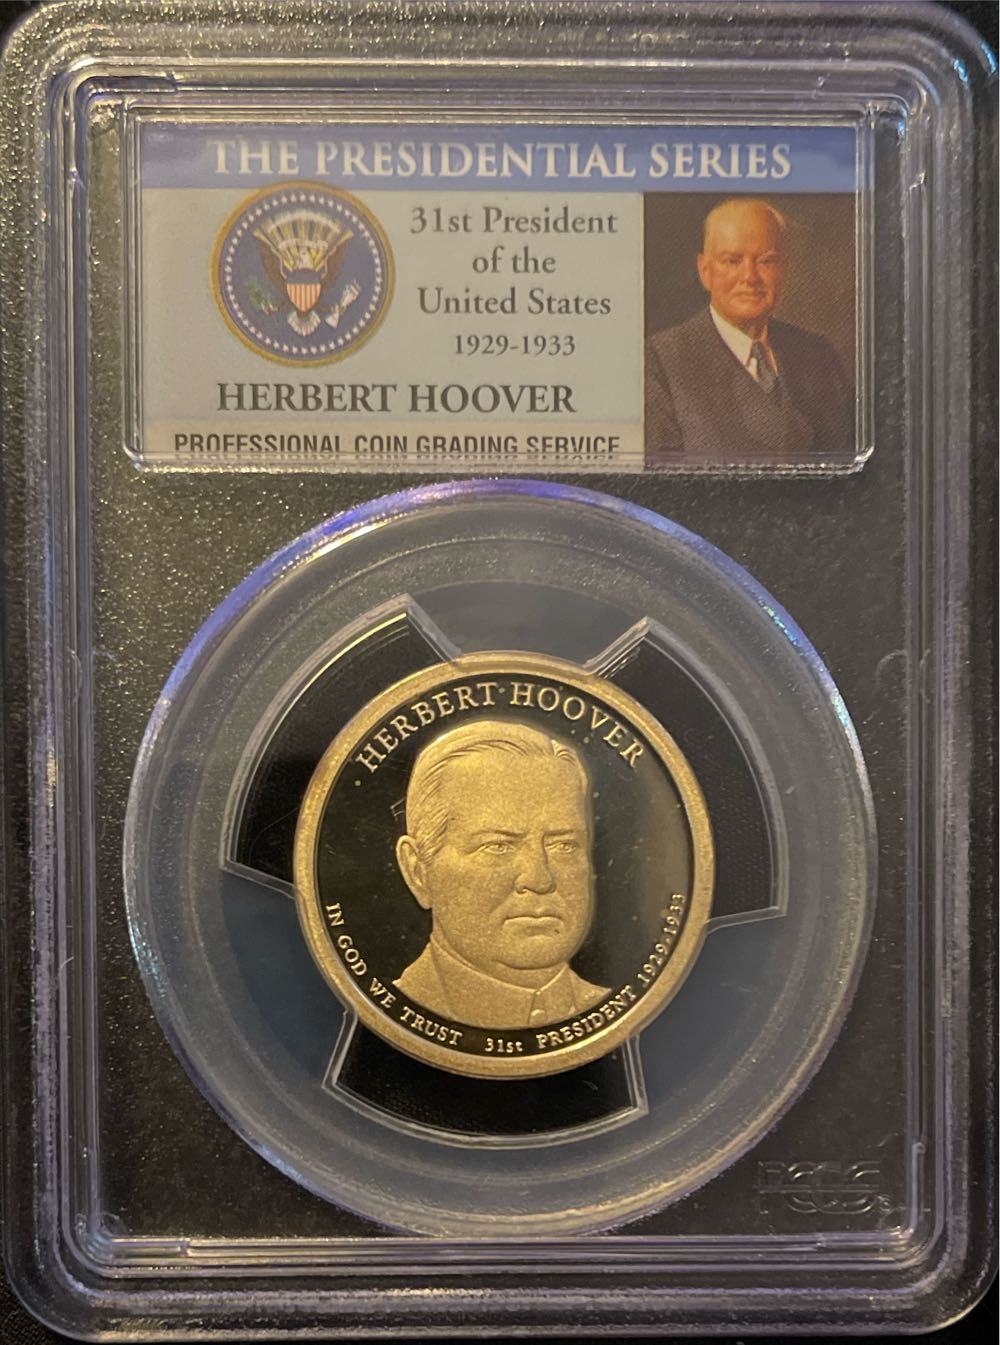 THE PRESIDENTIAL SERIES
31st President
of the
United States
1929-1933
HERBERT HOOVER
PROFESSIONAL COIN GRADING SERVICE
HERBERT HOOVER
IN GOD WE TRUST 31st PRESIDENT 1929-1933
PCGS